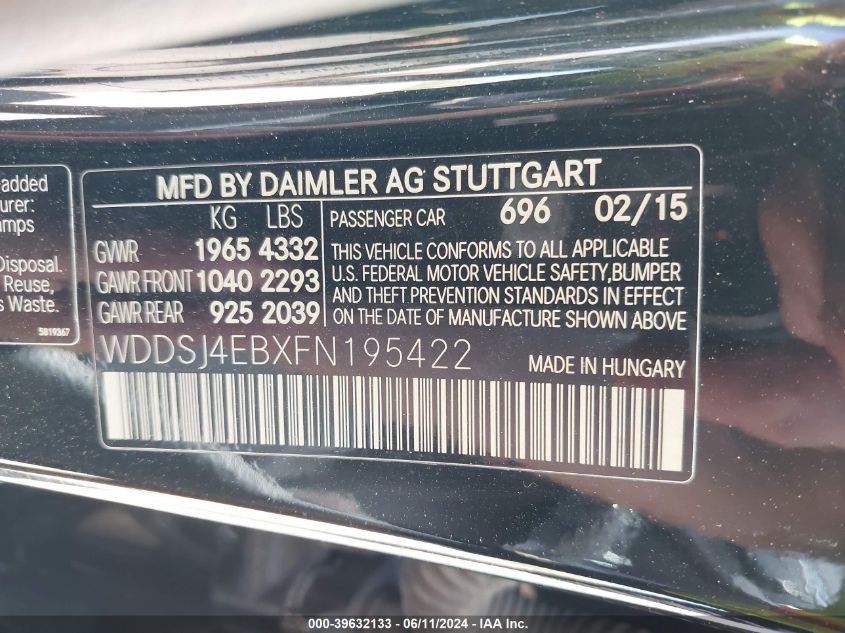 -added
urer:
amps
Disposal.
Reuse,
s Waste.
5819367
MFD BY DAIMLER AG STUTTGART
KG LBS
GVWR 1965 4332
GAWR FRONT 1040 2293
GAWR REAR 925 2039
PASSENGER CAR 696 02/15
THIS VEHICLE CONFORMS TO ALL APPLICABLE
U.S. FEDERAL MOTOR VEHICLE SAFETY,BUMPER
AND THEFT PREVENTION STANDARDS IN EFFECT
ON THE DATE OF MANUFACTURE SHOWN ABOVE
WDDSJ4EBXFN195422 MADE IN HUNGARY
000-39632133 - 06/11/2024 - IAAI.com